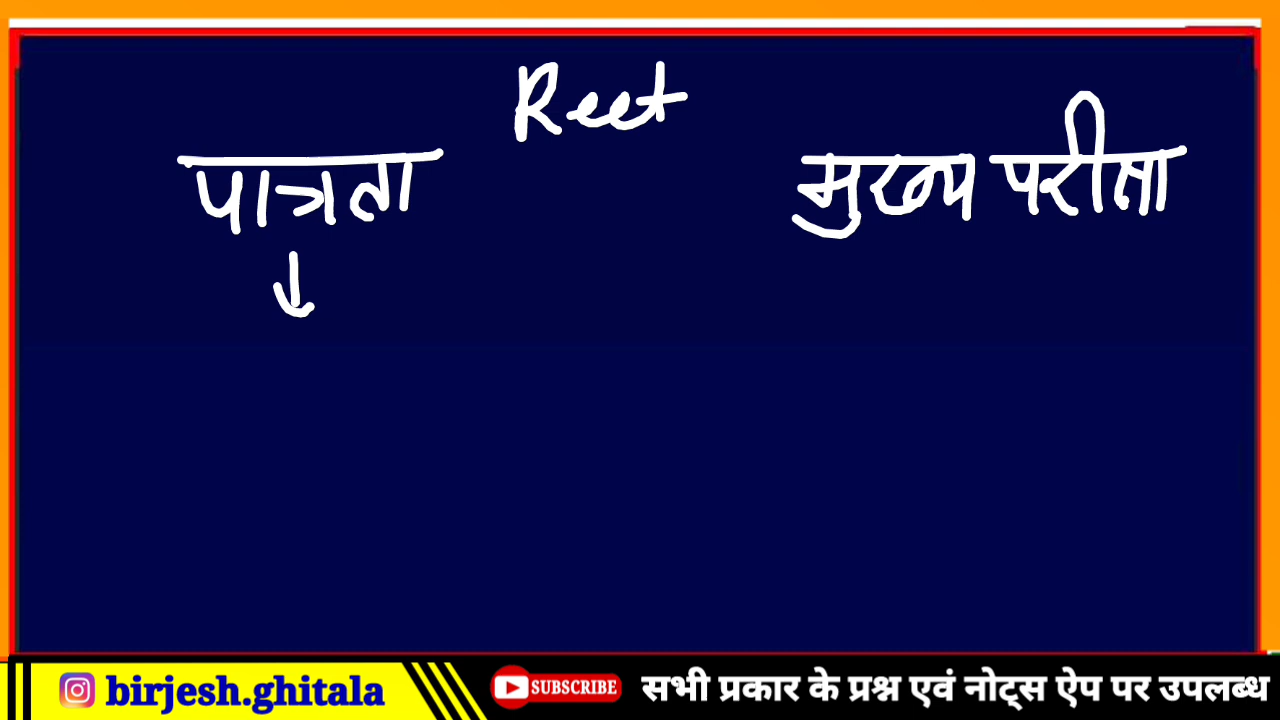 Reet
पात्रता
मुख्य परीक्षा
birjesh.ghitala
SUBSCRIBE
सभी प्रकार के प्रश्न एवं नोट्स ऐप पर उपलब्ध